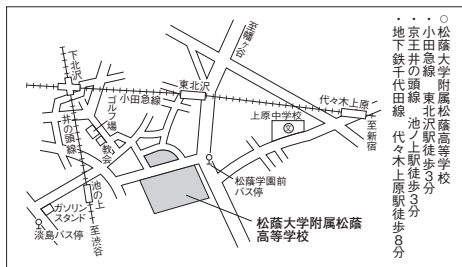 ○松蔭大学附属松蔭高等学校
・小田急線　東北沢駅徒歩3分
・京王井の頭線　池ノ上駅徒歩3分
・地下鉄千代田線　代々木上原駅徒歩8分
至幡ヶ谷
下北沢
東北沢
小田急線
代々木上原
至新宿
上原中学校
文
ゴルフ場
井の頭線
教会
松蔭学園前
バス停
池の上
ガソリン
スタンド
至渋谷
淡島バス停
松蔭大学附属松蔭
高等学校